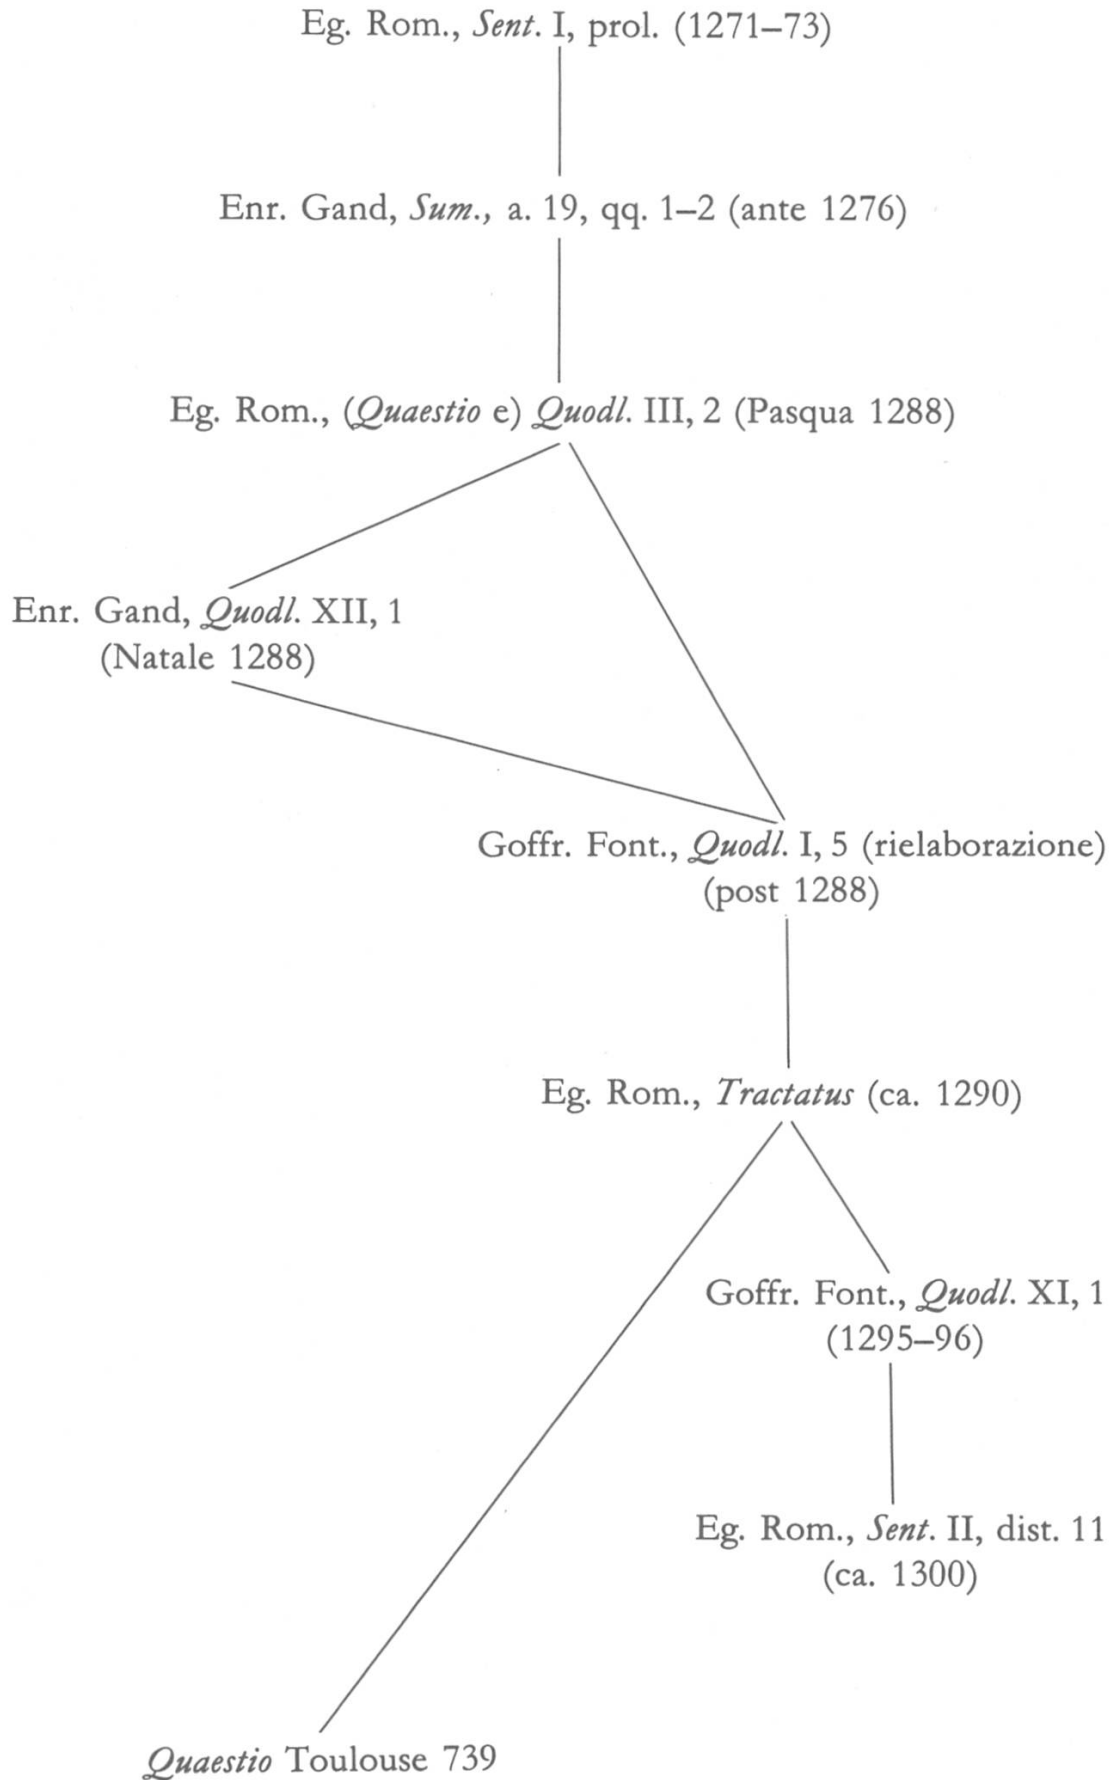 Eg. Rom., Sent. I, prol. (1271–73)
Enr. Gand, Sum., a. 19, qq. 1–2 (ante 1276)
Eg. Rom., (Quaestio e) Quodl. III, 2 (Pasqua 1288)
Enr. Gand, Quodl. XII, 1
(Natale 1288)
Goffr. Font., Quodl. I, 5 (rielaborazione)
(post 1288)
Eg. Rom., Tractatus (ca. 1290)
Goffr. Font., Quodl. XI, 1
(1295–96)
Eg. Rom., Sent. II, dist. 11
(ca. 1300)
Quaestio Toulouse 739